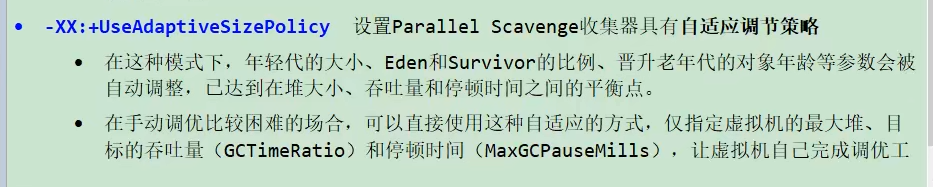 -XX:+UseAdaptiveSizePolicy 设置Parallel Scavenge收集器具有自适应调节策略
在这种模式下，年轻代的大小、Eden和Survivor的比例、晋升老年代的对象年龄等参数会被
自动调整，已达到在堆大小、吞吐量和停顿时间之间的平衡点。
在手动调优比较困难的场合，可以直接使用这种自适应的方式，仅指定虚拟机的最大堆、目
标的吞吐量（GCTimeRatio）和停顿时间（MaxGCPauseMills），让虚拟机自己完成调优工